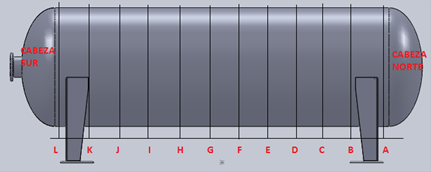 CABEZA
SUR
CABEZA
NORTE
L K J I H G F E D C B A